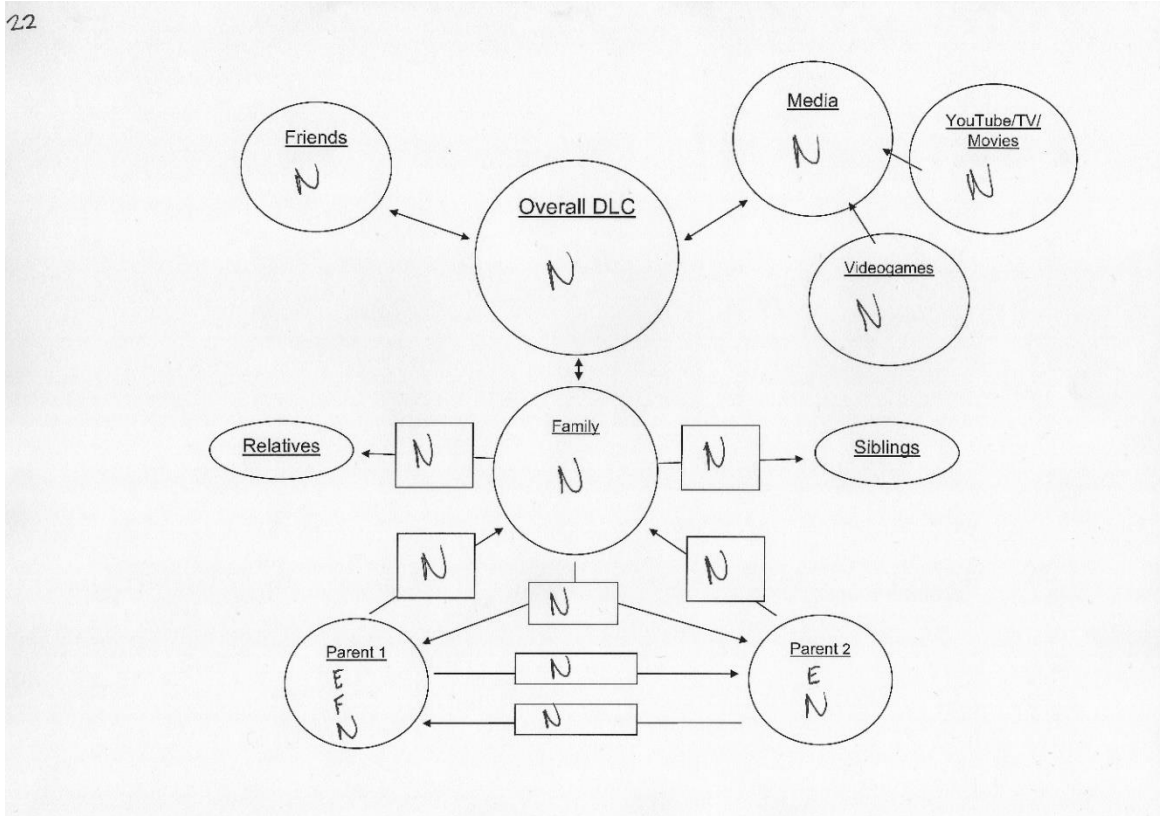 22
Friends
N
Overall DLC
N
Media
N
YouTube/TV/
Movies
N
Videogames
N
Relatives
N
Family
N
N
Siblings
N
N
N
Parent 1
E
F
N
N
N
Parent 2
E
N